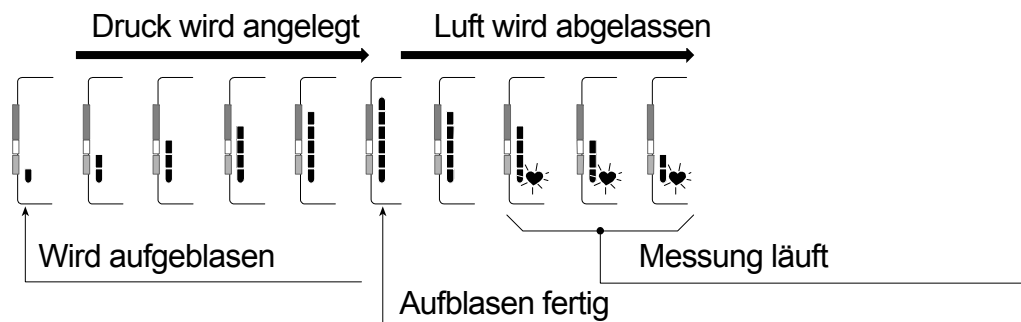 Druck wird angelegt
Luft wird abgelassen
Wird aufgeblasen
Messung läuft
Aufblasen fertig